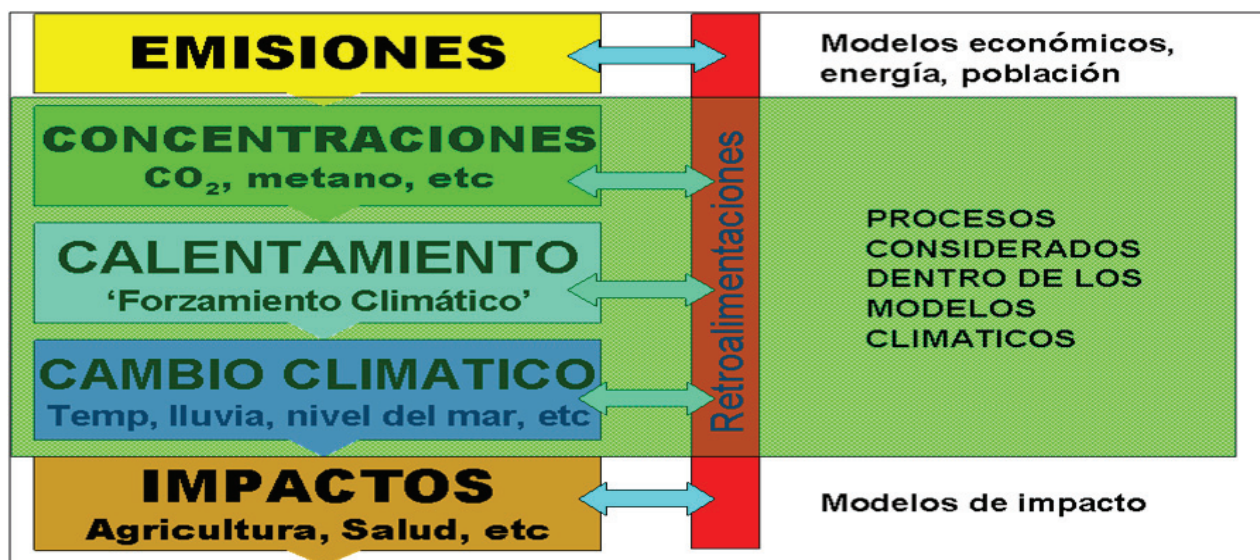 EMISIONES
Modelos económicos,
energía, población
CONCENTRACIONES
CO₂, metano, etc
CALENTAMIENTO
‘Forzamiento Climático’
CAMBIO CLIMATICO
Temp, lluvia, nivel del mar, etc
Retroalimentaciones
PROCESOS
CONSIDERADOS
DENTRO DE LOS
MODELOS
CLIMATICOS
IMPACTOS
Agricultura, Salud, etc
Modelos de impacto